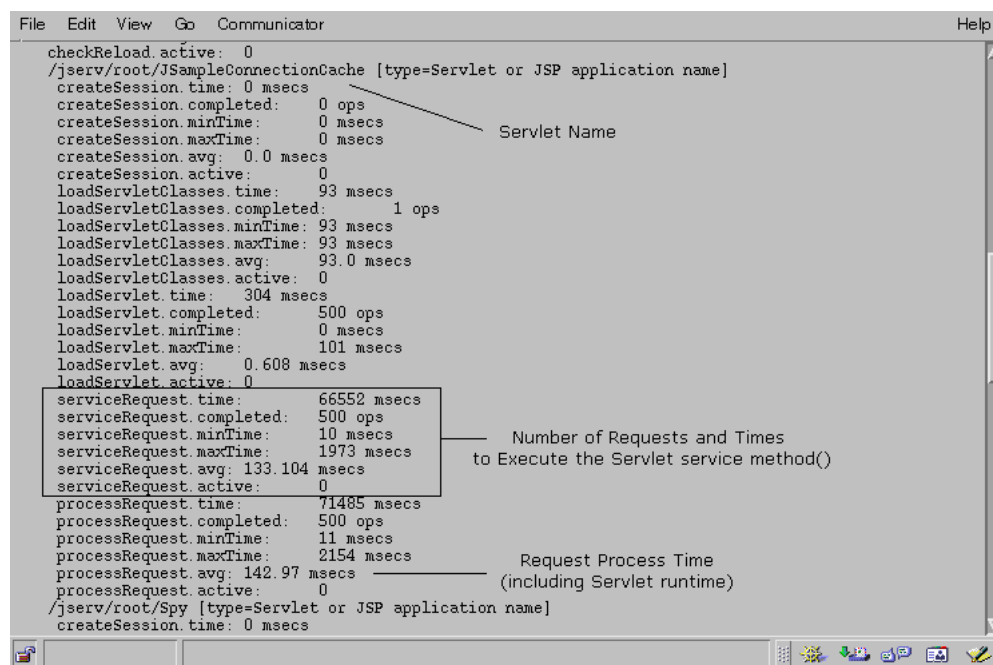 File Edit View Go Communicator Help
checkReload.active: 0
/jserv/root/JSampleConnectionCache [type=Servlet or JSP application name]
createSession.time: 0 msecs
createSession.completed: 0 ops
createSession.minTime: 0 msecs
createSession.maxTime: 0 msecs
createSession.avg: 0.0 msecs
createSession.active: 0
Servlet Name
loadServletClasses.time: 93 msecs
loadServletClasses.completed: 1 ops
loadServletClasses.minTime: 93 msecs
loadServletClasses.maxTime: 93 msecs
loadServletClasses.avg: 93.0 msecs
loadServletClasses.active: 0
loadServlet.time: 304 msecs
loadServlet.completed: 500 ops
loadServlet.minTime: 0 msecs
loadServlet.maxTime: 101 msecs
loadServlet.avg: 0.608 msecs
loadServlet.active: 0
serviceRequest.time: 66552 msecs
serviceRequest.completed: 500 ops
serviceRequest.minTime: 10 msecs
serviceRequest.maxTime: 1973 msecs
serviceRequest.avg: 133.104 msecs
serviceRequest.active: 0
Number of Requests and Times
to Execute the Servlet service method()
processRequest.time: 71485 msecs
processRequest.completed: 500 ops
processRequest.minTime: 11 msecs
processRequest.maxTime: 2154 msecs
processRequest.avg: 142.97 msecs
processRequest.active: 0
Request Process Time
(including Servlet runtime)
/jserv/root/Spy [type=Servlet or JSP application name]
createSession.time: 0 msecs